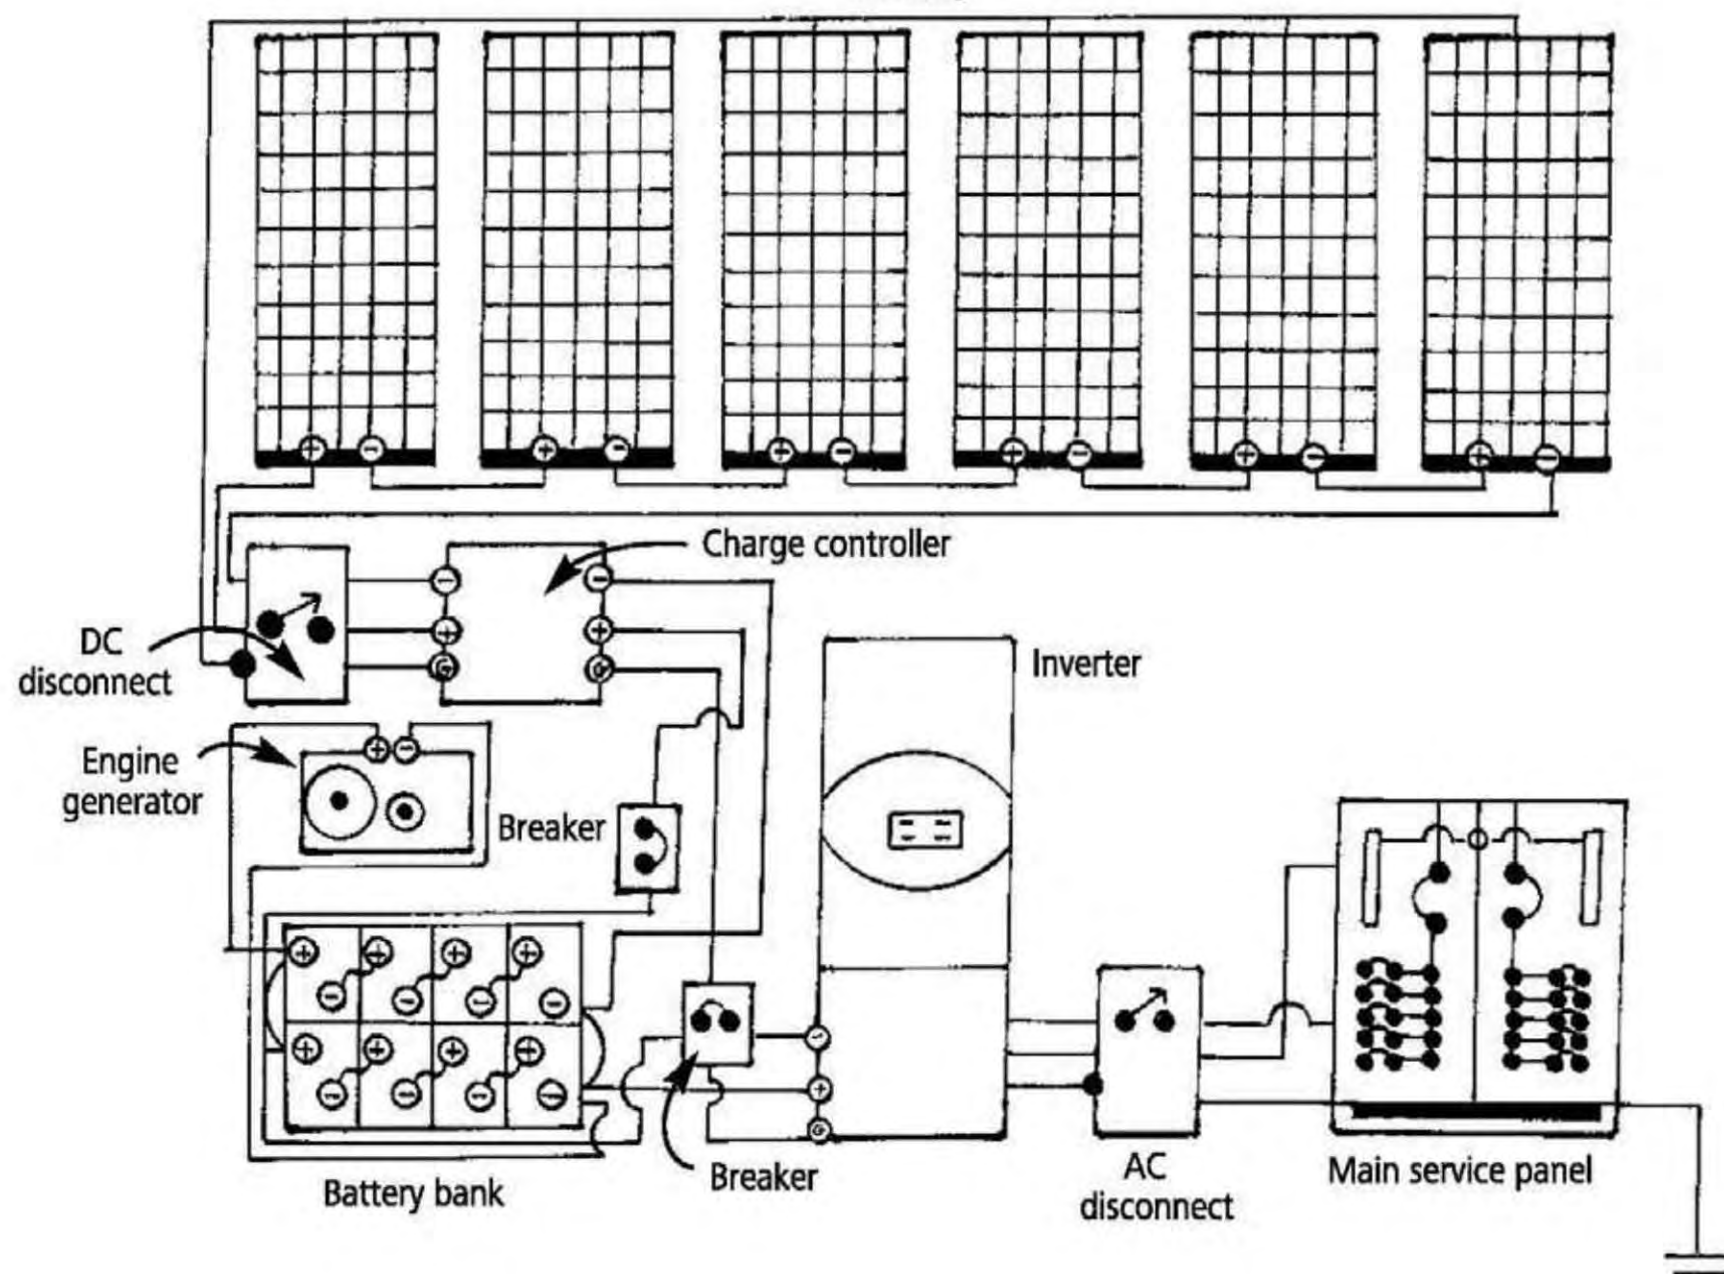 Charge controller
DC
disconnect
Inverter
Engine
generator
Breaker
Battery bank
Breaker
AC
disconnect
Main service panel